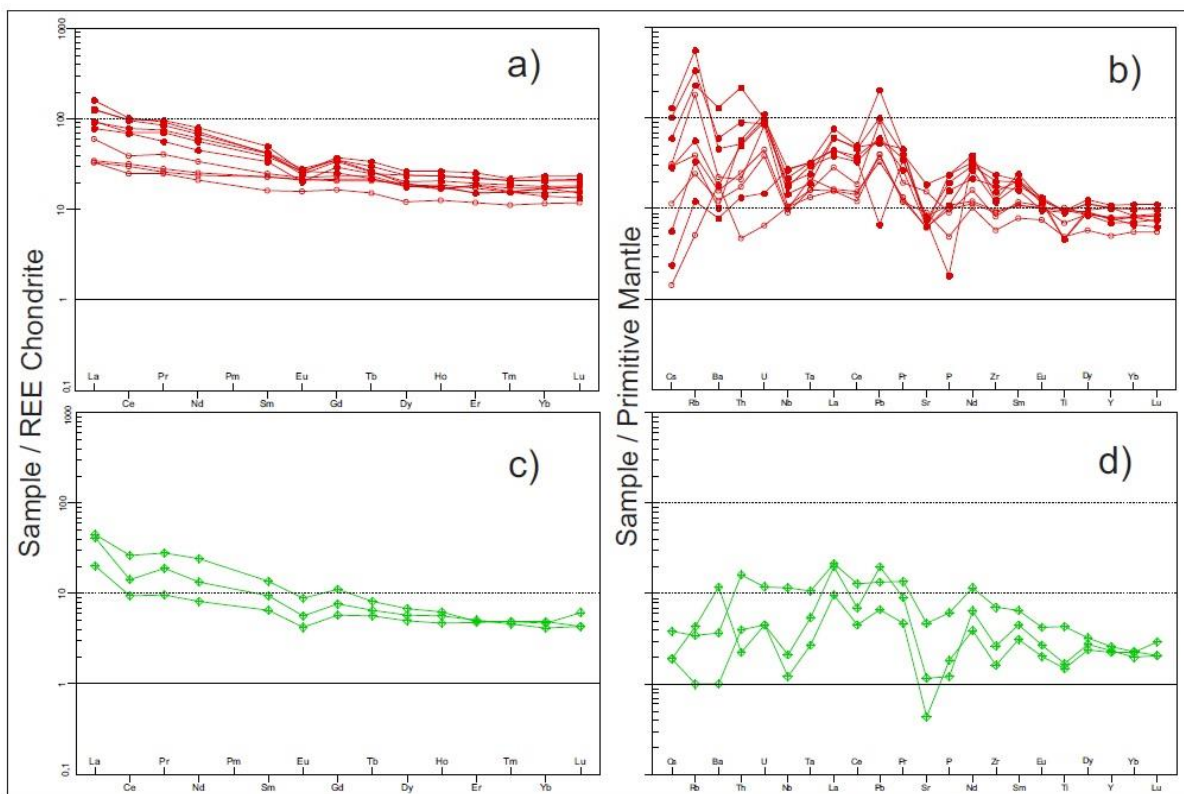 Sample / REE Chondrite
Sample / Primitive Mantle
a)
1000
100
10
1
0,1
La Pr Pm Eu Tb Ho Tm Lu
Ce Nd Sm Gd Dy Er Yb
b)
Cs Ba U Ta Ce Pr P Zr Eu Dy Yb
Rb Th Nb La Pb Sr Nd Sm Ti Y Lu
c)
1000
100
10
1
0,1
La Pr Pm Eu Tb Ho Tm Lu
Ce Nd Sm Gd Dy Er Yb
d)
Cs Ba U Ta Ce Pr P Zr Eu Dy Yb
Rb Th Nb La Pb Sr Nd Sm Ti Y Lu